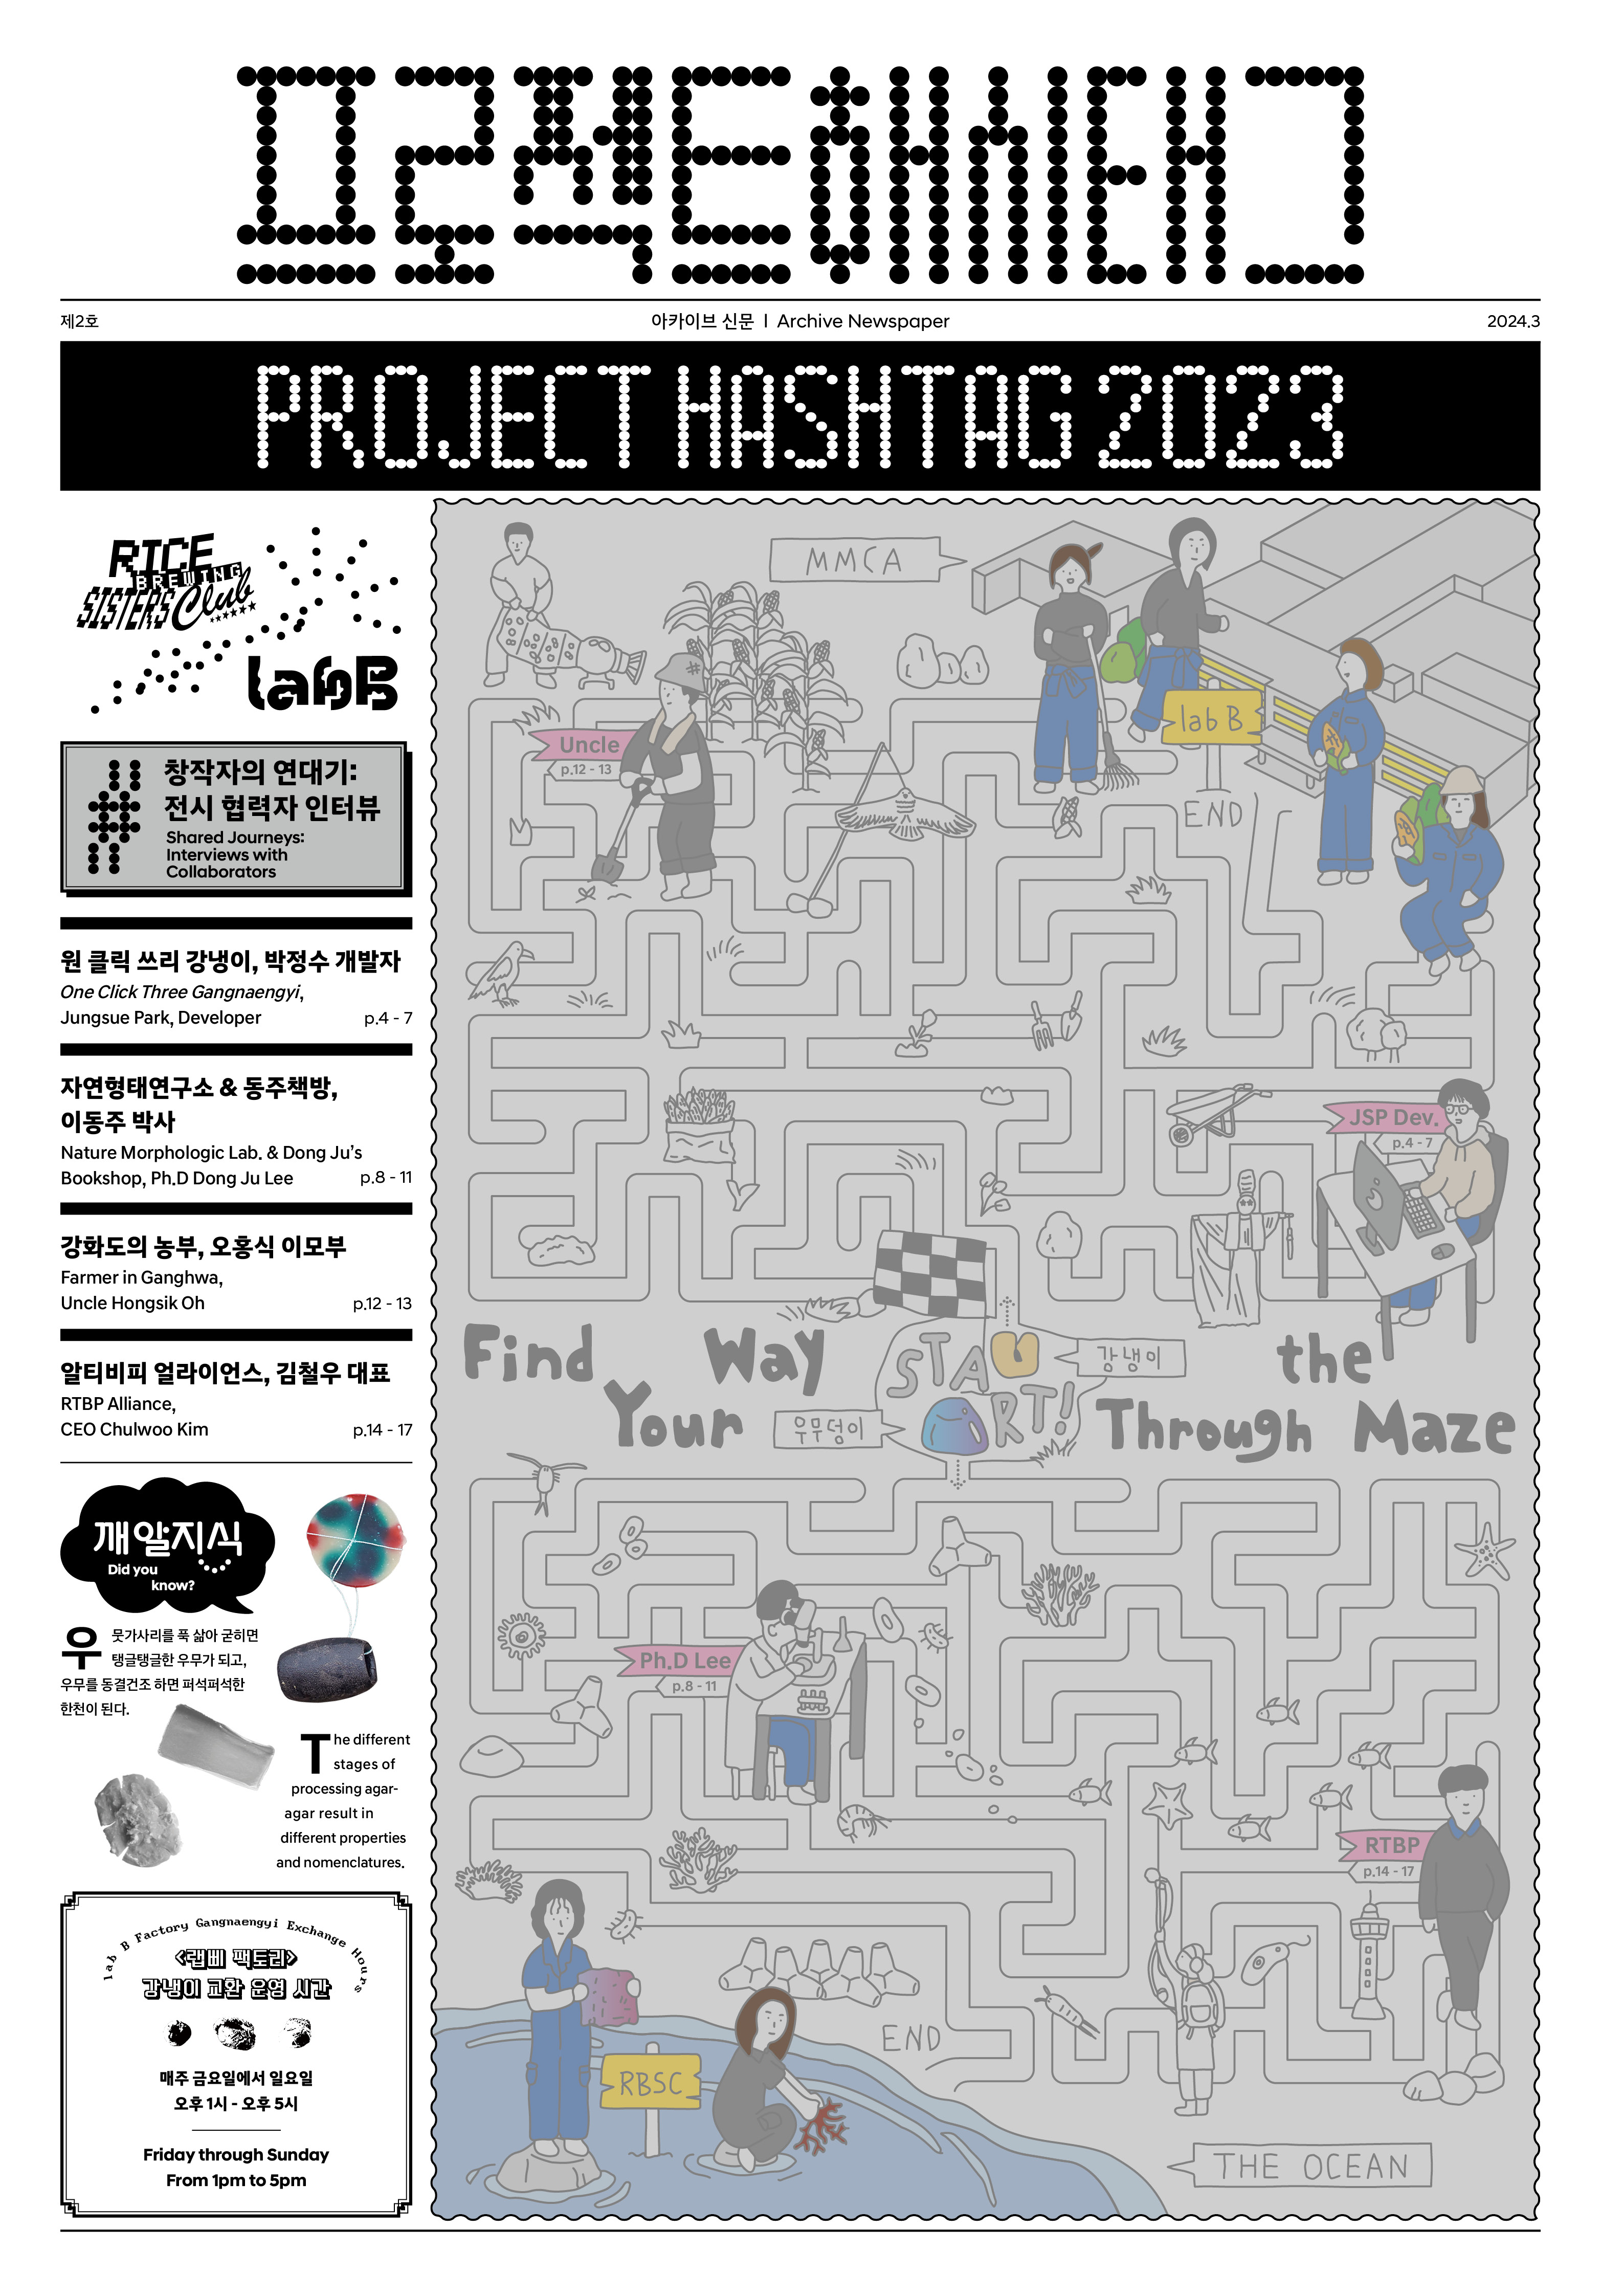 프로젝트해시태그
제2호
아카이브 신문 | Archive Newspaper
2024.3
PROJECT HASHTAG 2023
RICE
BREWING
SISTERS Club
lab B
창작자의 연대기:
전시 협력자 인터뷰
Shared Journeys:
Interviews with
Collaborators
원 클릭 쓰리 강냉이, 박정수 개발자
One Click Three Gangnaengyi,
Jungsue Park, Developer p.4 - 7
자연형태연구소 & 동주책방,
이동주 박사
Nature Morphologic Lab. & Dong Ju’s
Bookshop, Ph.D Dong Ju Lee p.8 - 11
강화도의 농부, 오홍식 이모부
Farmer in Ganghwa,
Uncle Hongsik Oh p.12 - 13
알티비피 얼라이언스, 김철우 대표
RTBP Alliance,
CEO Chulwoo Kim p.14 - 17
깨알지식
Did you
know?
우뭇가사리를 푹 삶아 굳히면
탱글탱글한 우무가 되고,
우무를 동결건조 하면 퍼석퍼석한
한천이 된다.
The different
stages of
processing agar-
agar result in
different properties
and nomenclatures.
lab B Factory Gangnaengyi Exchange Hours
<랩삐 팩토리>
강냉이 교환 운영 시간
매주 금요일에서 일요일
오후 1시 - 오후 5시
Friday through Sunday
From 1pm to 5pm
MMCA
lab B
Uncle
p.12 - 13
END
JSP Dev.
p.4 - 7
Find Your Way Through the Maze
START!
강냉이
우무덩이
Ph.D Lee
p.8 - 11
RTBP
p.14 - 17
END
RBSC
THE OCEAN